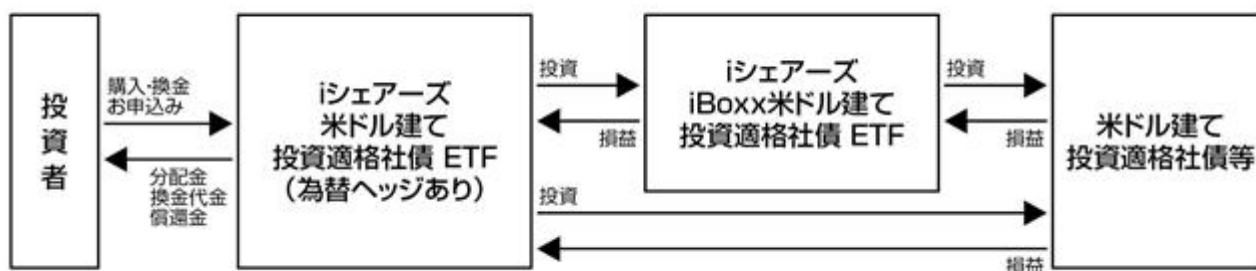 投資者
購入・換金
お申込み
分配金
換金代金
償還金
iシェアーズ
米ドル建て
投資適格社債 ETF
（為替ヘッジあり）
投資
損益
iシェアーズ
iBoxx米ドル建て
投資適格社債 ETF
投資
損益
投資
損益
米ドル建て
投資適格社債等